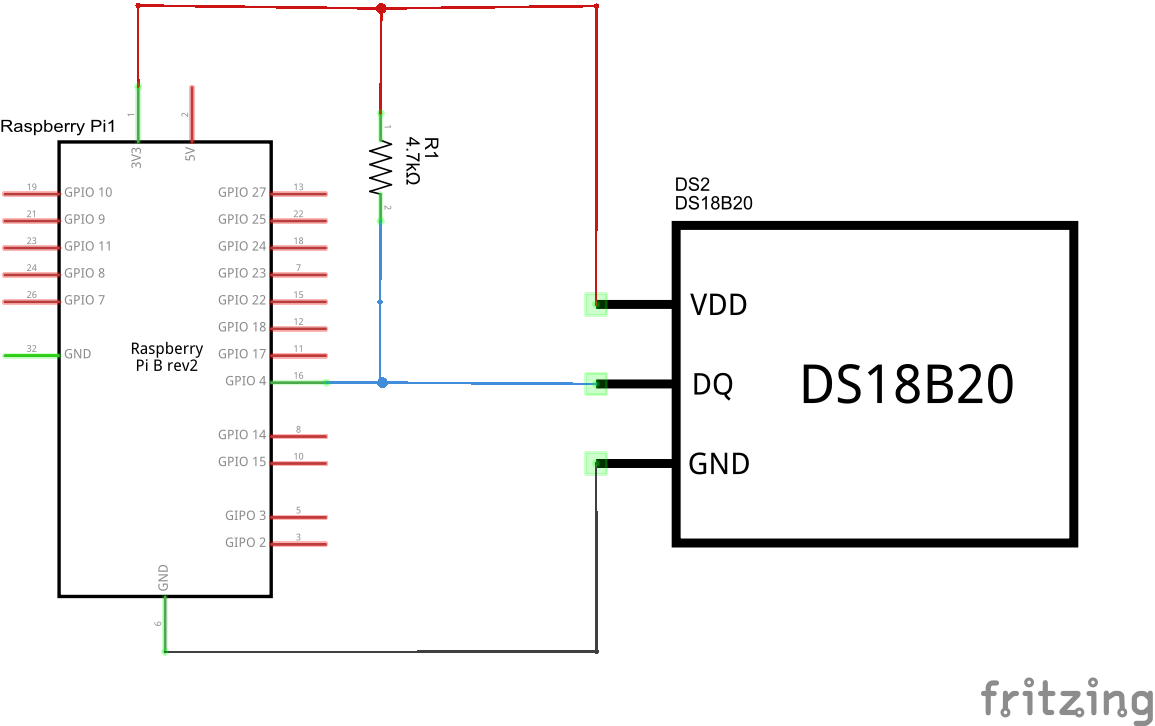 Raspberry Pi1
1
2
3V3
5V
19 GPIO 10
21 GPIO 9
23 GPIO 11
24 GPIO 8
26 GPIO 7
32 GND
Raspberry
Pi B rev2
GPIO 27 13
GPIO 25 22
GPIO 24 18
GPIO 23 7
GPIO 22 15
GPIO 18 12
GPIO 17 11
GPIO 4 16
GPIO 14 8
GPIO 15 10
GIPO 3 5
GIPO 2 3
GND
6
1
R1
4.7kΩ
2
DS2
DS18B20
VDD
DQ
GND
DS18B20
fritzing